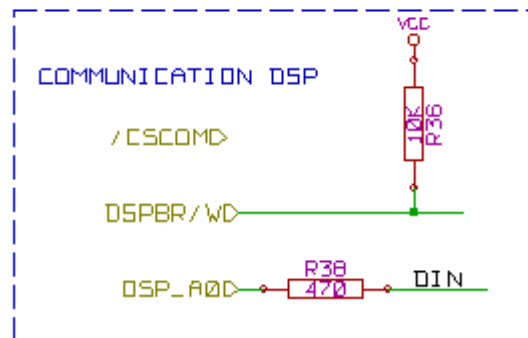 VCC
COMMUNICATION DSP
10K
R36
/CSCOM
DSPBR/W
R38
DSP_A0
470
DIN